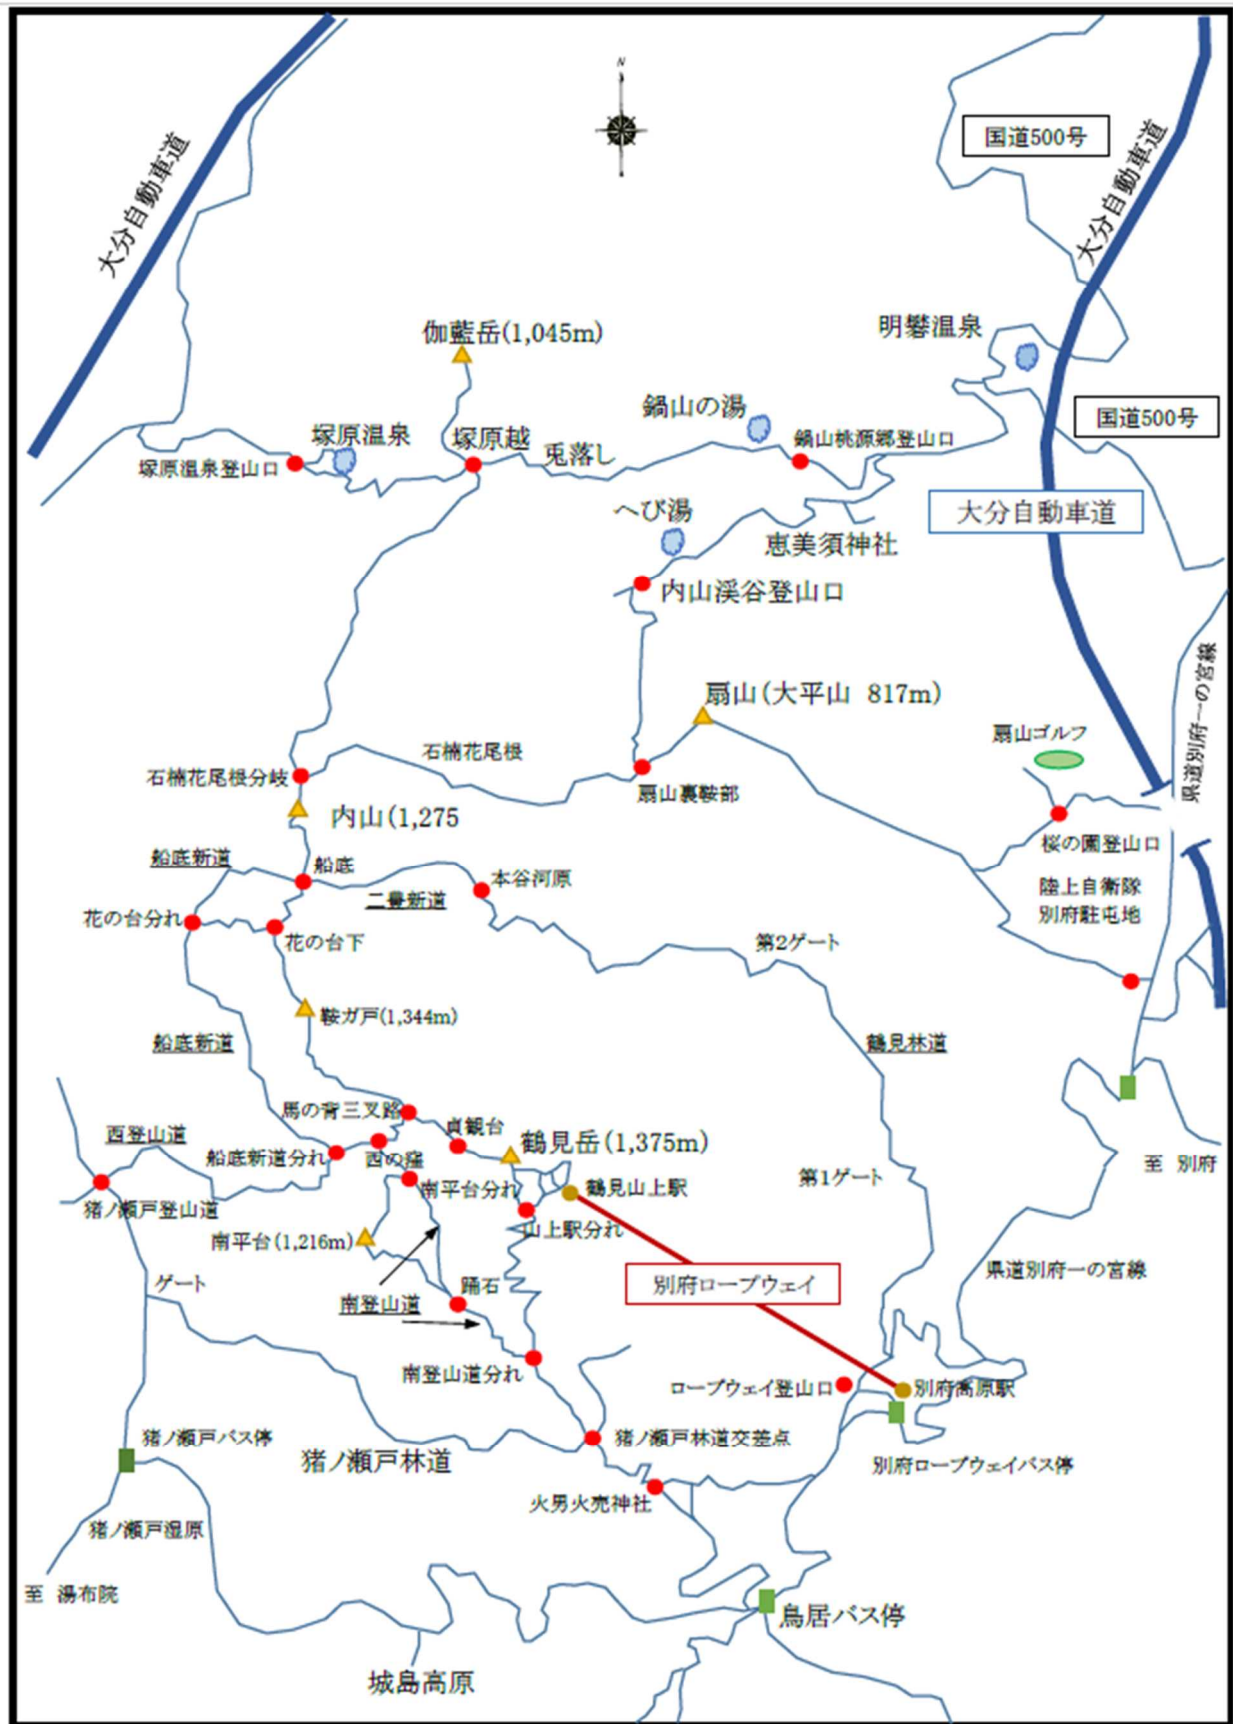 N
国道500号
大分自動車道
大分自動車道
伽藍岳(1,045m)
明礬温泉
鍋山の湯
国道500号
塚原温泉
塚原越
兎落し
鍋山桃源郷登山口
塚原温泉登山口
へび湯
大分自動車道
恵美須神社
内山渓谷登山口
県道別府一の宮線
扇山(大平山 817m)
扇山ゴルフ
石楠花尾根
石楠花尾根分岐
扇山裏鞍部
内山(1,275
桜の園登山口
船底新道
船底
本谷河原
陸上自衛隊
別府駐屯地
二番新道
花の台分れ
花の台下
第2ゲート
鞍ガ戸(1,344m)
船底新道
鶴見林道
馬の背三叉路
貞観台
西登山道
鶴見岳(1,375m)
船底新道分れ
西の窪
至 別府
第1ゲート
南平台分れ
鶴見山上駅
猪ノ瀬戸登山道
山上駅分れ
南平台(1,216m)
県道別府一の宮線
ゲート
踊石
別府ロープウェイ
南登山道
南登山道分れ
ロープウェイ登山口
別府高原駅
猪ノ瀬戸バス停
猪ノ瀬戸林道交差点
猪ノ瀬戸林道
別府ロープウェイバス停
火男火売神社
猪ノ瀬戸湿原
至 湯布院
鳥居バス停
城島高原